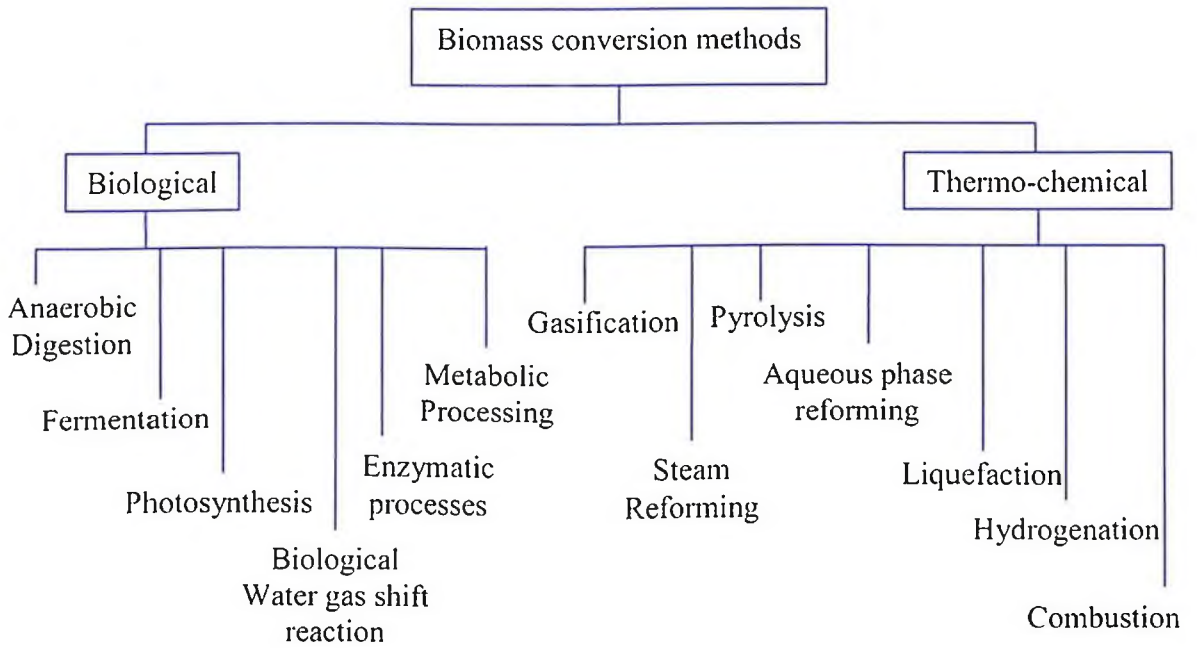 Biomass conversion methods
Biological
Thermo-chemical
Anaerobic
Digestion
Fermentation
Photosynthesis
Biological
Water gas shift
reaction
Enzymatic
processes
Metabolic
Processing
Gasification
Steam
Reforming
Pyrolysis
Aqueous phase
reforming
Liquefaction
Hydrogenation
Combustion